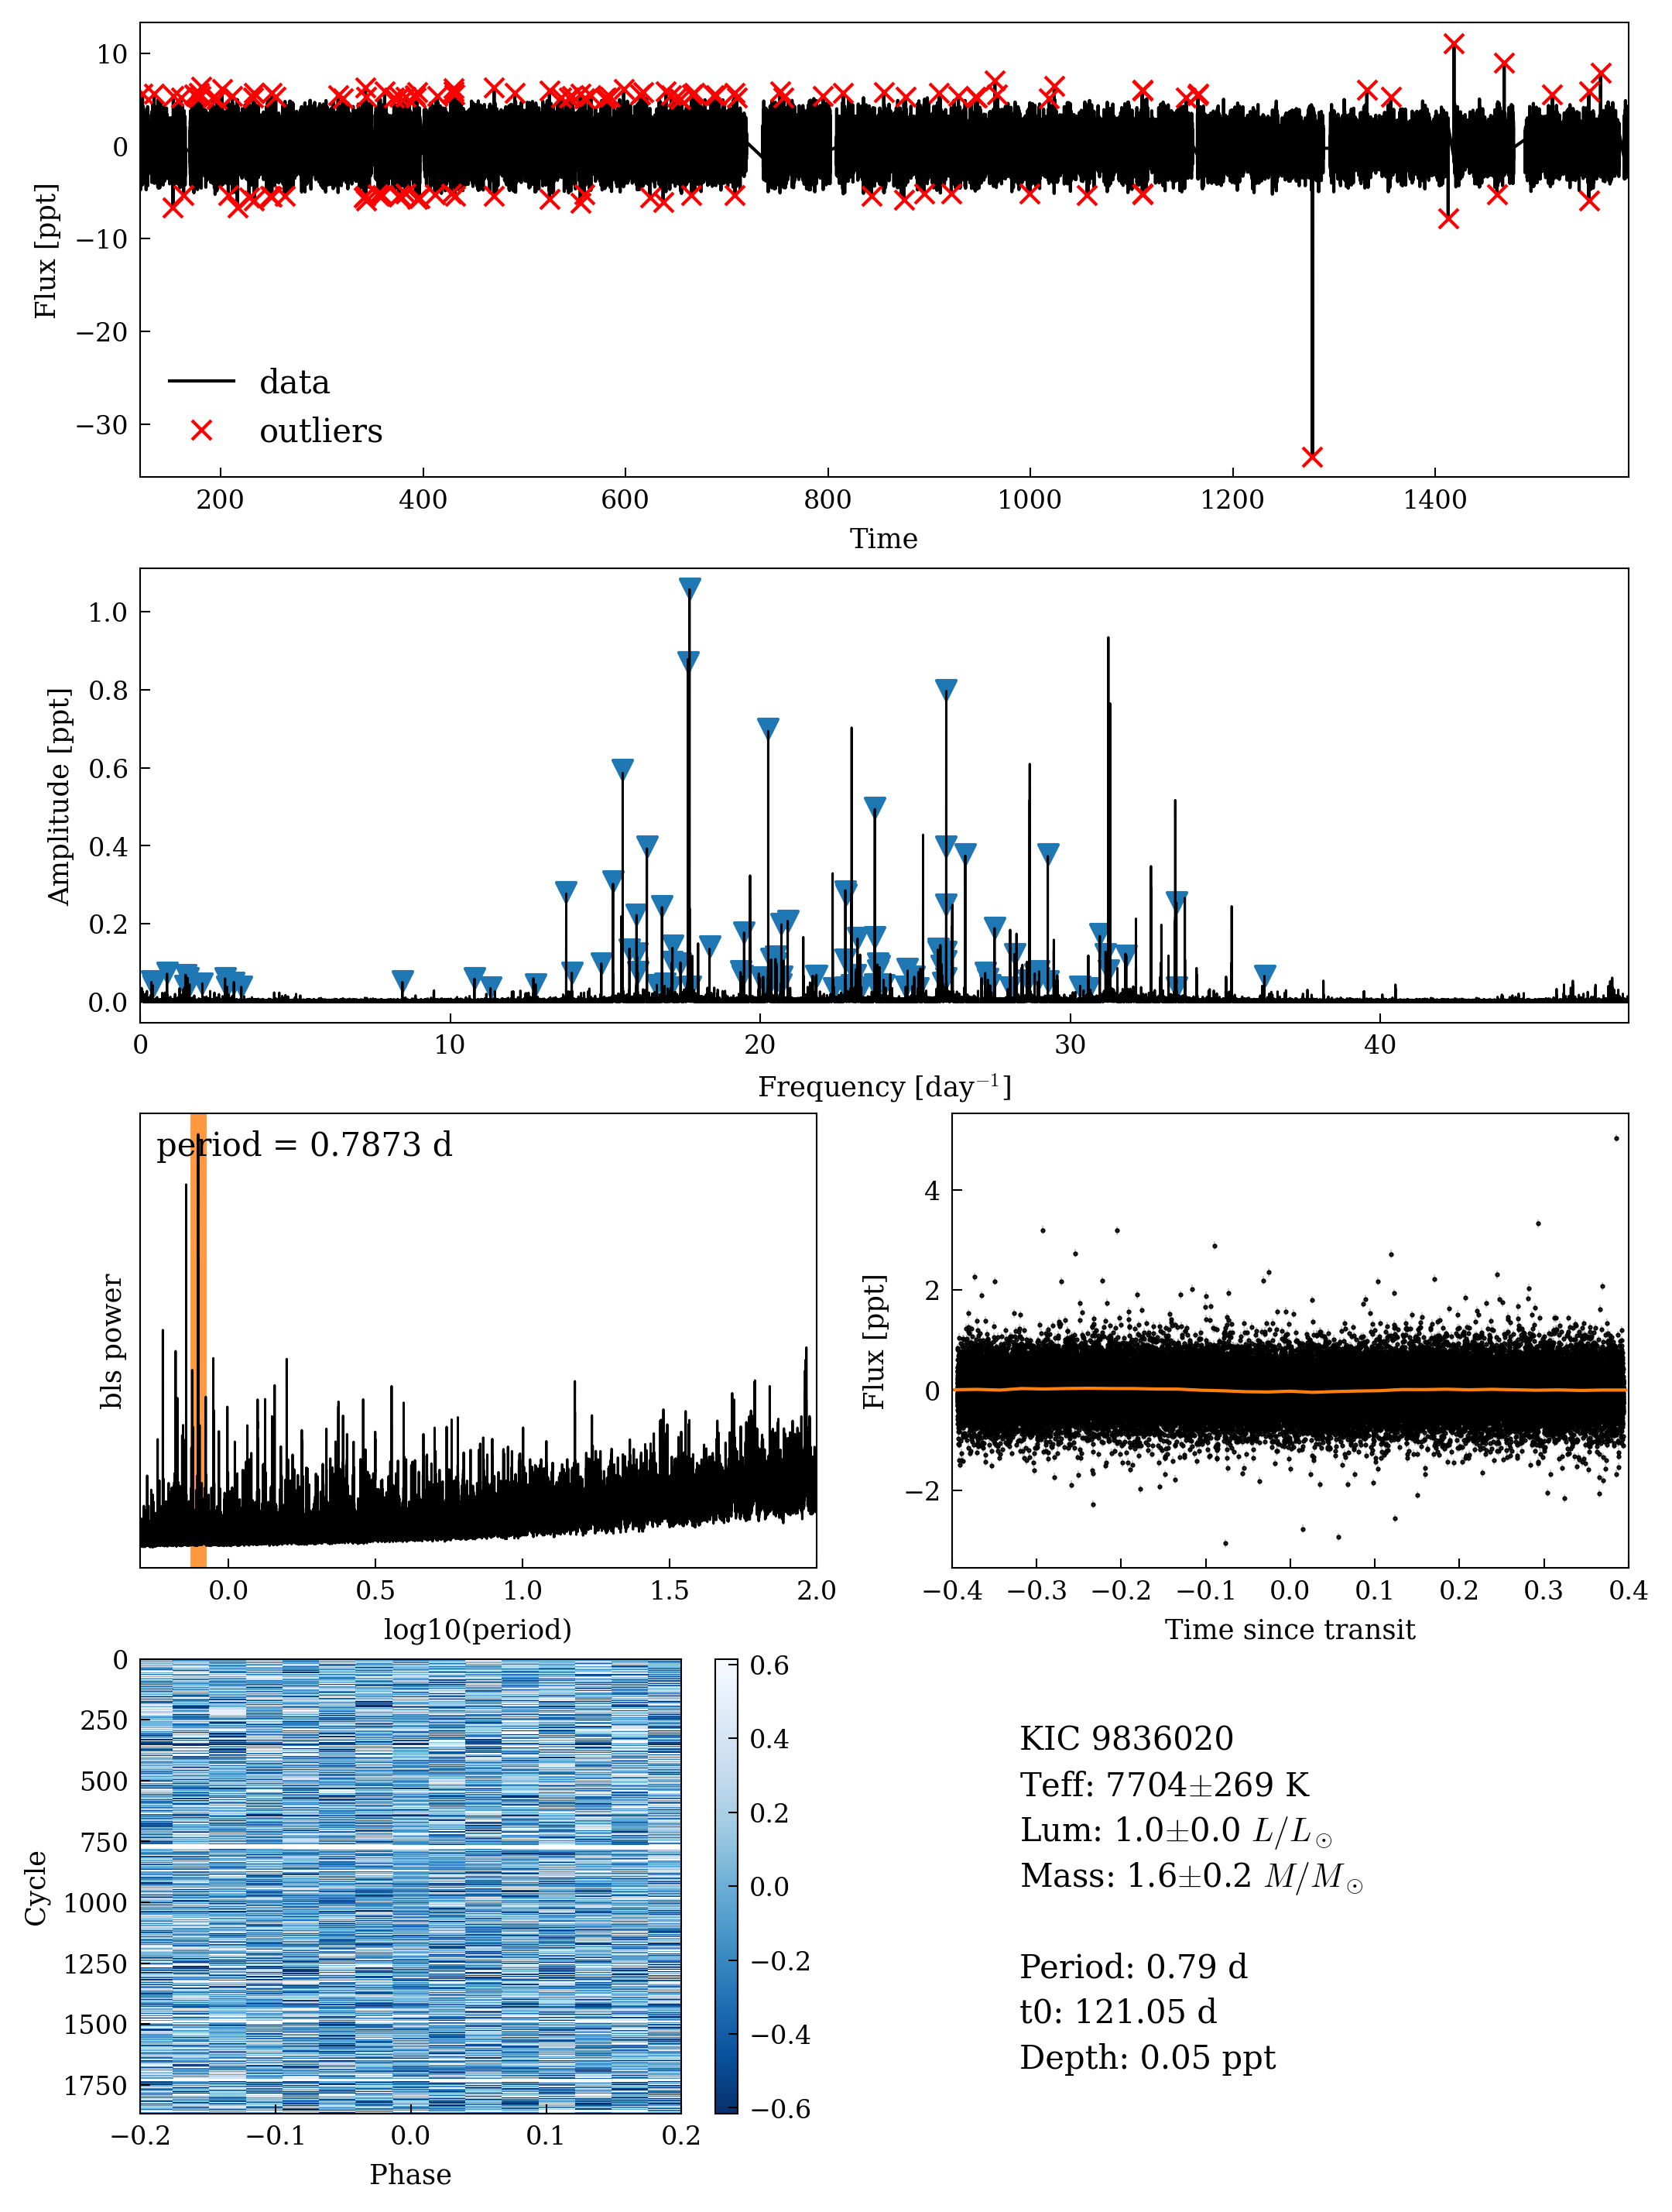 10
0
−10
−20
−30
Flux [ppt]
data
outliers
200 400 600 800 1000 1200 1400
Time
1.0
0.8
0.6
0.4
0.2
0.0
Amplitude [ppt]
0 10 20 30 40
Frequency [day⁻¹]
period = 0.7873 d
bls power
0.0 0.5 1.0 1.5 2.0
log10(period)
4
2
0
−2
Flux [ppt]
−0.4 −0.3 −0.2 −0.1 0.0 0.1 0.2 0.3 0.4
Time since transit
0
250
500
750
1000
1250
1500
1750
Cycle
−0.2 −0.1 0.0 0.1 0.2
Phase
0.6
0.4
0.2
0.0
−0.2
−0.4
−0.6
KIC 9836020
Teff: 7704±269 K
Lum: 1.0±0.0 L/L⊙
Mass: 1.6±0.2 M/M⊙
Period: 0.79 d
t0: 121.05 d
Depth: 0.05 ppt